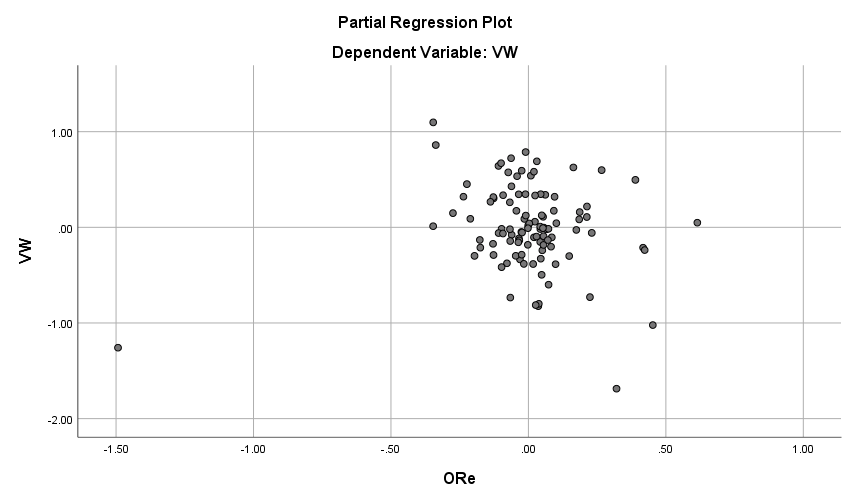 Partial Regression Plot
Dependent Variable: VW
1.00
.00
-1.00
-2.00
VW
-1.50
-1.00
-.50
.00
.50
1.00
ORe